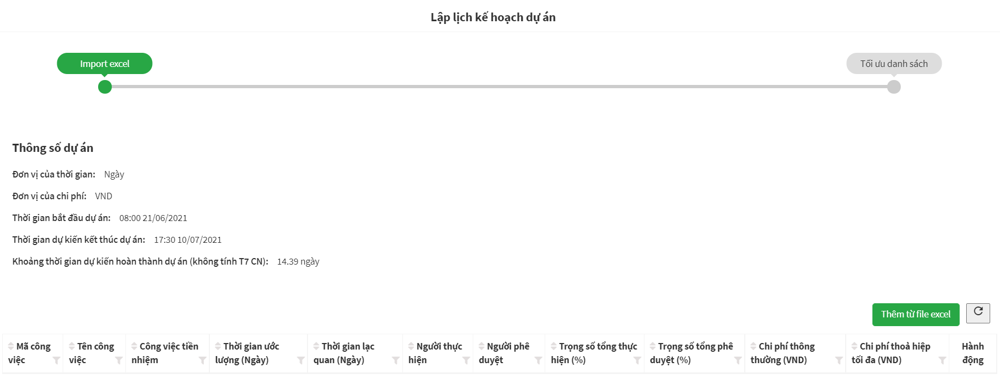 Lập lịch kế hoạch dự án
Import excel
Tối ưu danh sách
Thông số dự án
Đơn vị của thời gian: Ngày
Đơn vị của chi phí: VND
Thời gian bắt đầu dự án: 08:00 21/06/2021
Thời gian dự kiến kết thúc dự án: 17:30 10/07/2021
Khoảng thời gian dự kiến hoàn thành dự án (không tính T7 CN): 14.39 ngày
Thêm từ file excel
Mã công việc
Tên công việc
Công việc tiền nhiệm
Thời gian ước lượng (Ngày)
Thời gian lạc quan (Ngày)
Người thực hiện
Người phê duyệt
Trọng số tổng thực hiện (%)
Trọng số tổng phê duyệt (%)
Chi phí thông thường (VND)
Chi phí thoả hiệp tối đa (VND)
Hành động